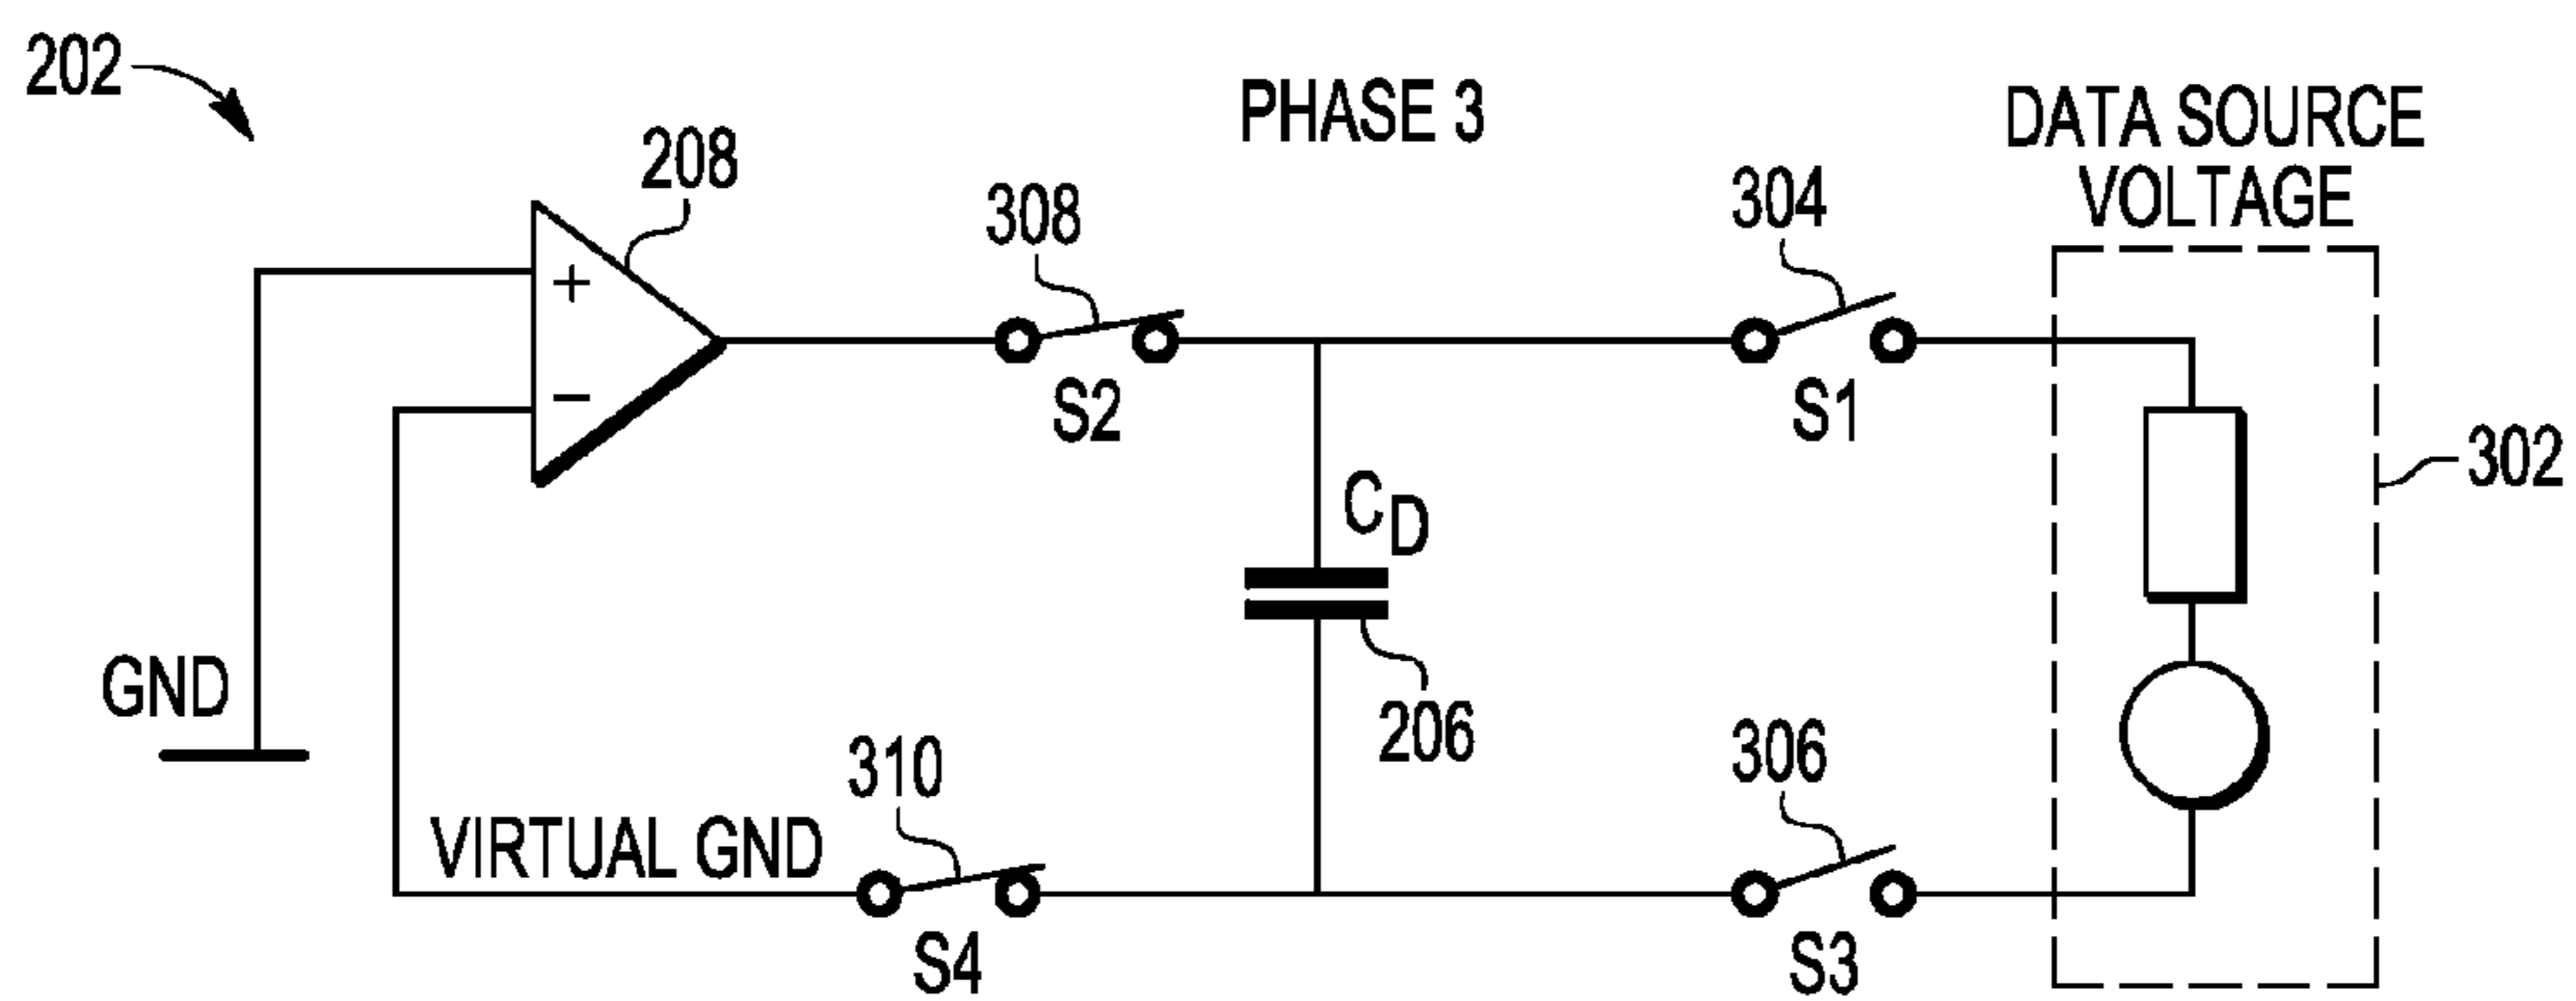 202
PHASE 3
DATA SOURCE
VOLTAGE
208
308
304
+
−
S2
S1
302
C_D
GND
206
310
306
VIRTUAL GND
S4
S3